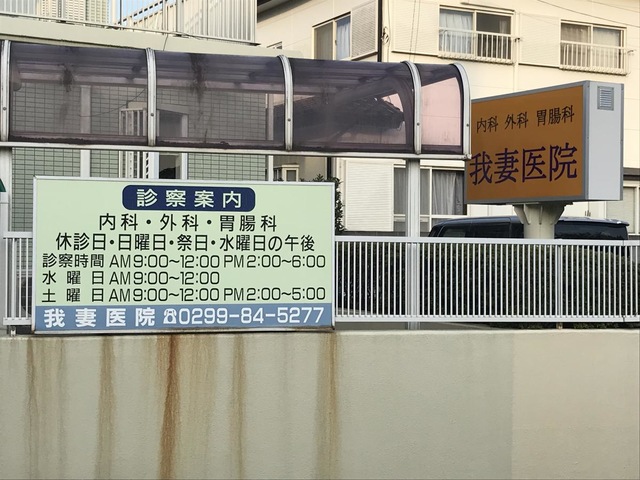 診察案内
内科・外科・胃腸科
休診日・日曜日・祭日・水曜日の午後
診察時間 AM9:00〜12:00 PM2:00〜6:00
水曜日 AM9:00〜12:00
土曜日 AM9:00〜12:00 PM2:00〜5:00
我妻医院 ☎0299-84-5277
内科 外科 胃腸科
我妻医院